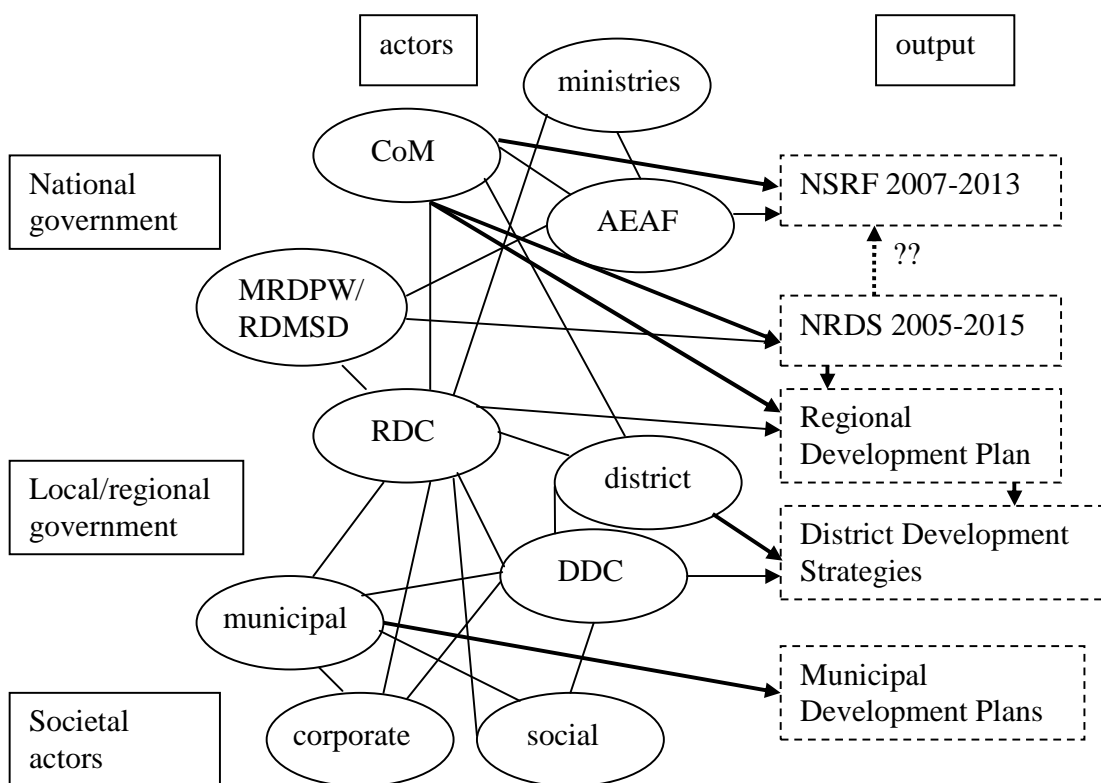 actors
output
ministries
CoM
National
government
NSRF 2007-2013
AEAF
??
MRDPW/
RDMSD
NRDS 2005-2015
RDC
Regional
Development Plan
Local/regional
government
district
District Development
Strategies
DDC
municipal
Municipal
Development Plans
Societal
actors
corporate
social